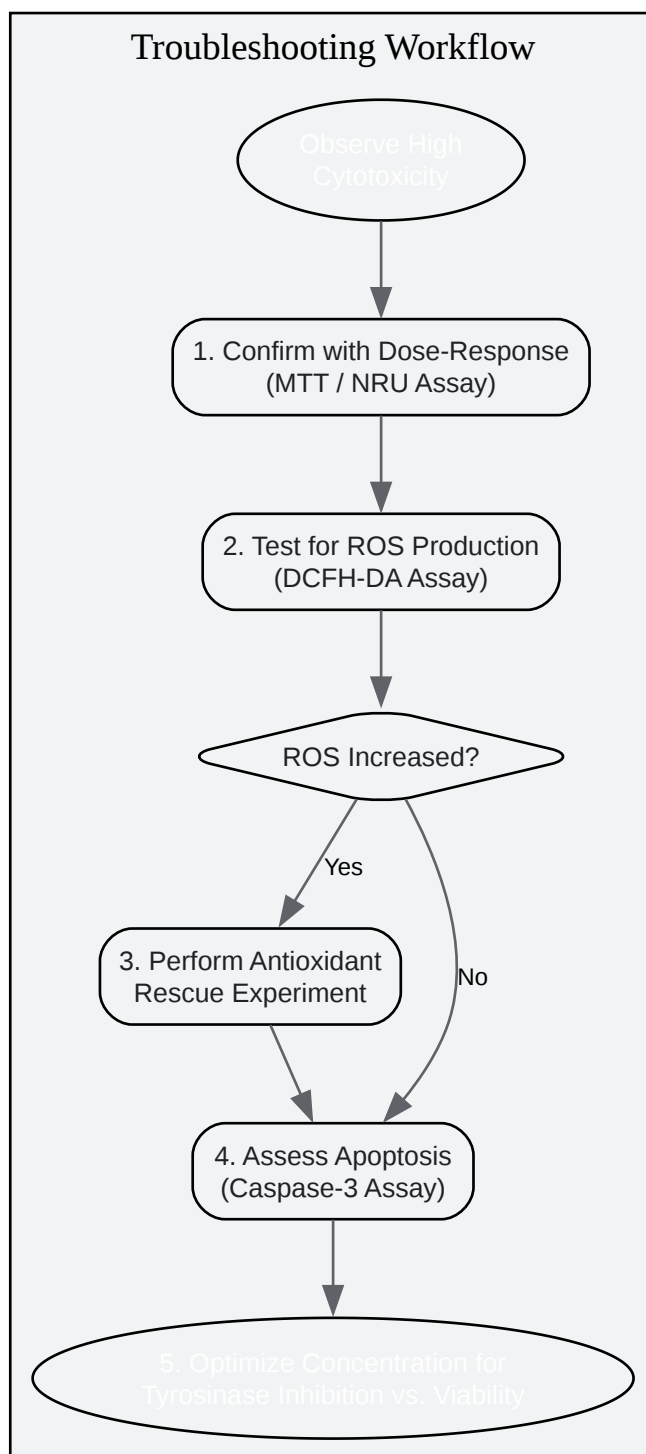 Troubleshooting Workflow
Observe High
Cytotoxicity
1. Confirm with Dose-Response
(MTT / NRU Assay)
2. Test for ROS Production
(DCFH-DA Assay)
ROS Increased?
Yes
3. Perform Antioxidant
Rescue Experiment
No
4. Assess Apoptosis
(Caspase-3 Assay)
5. Optimize Concentration for
Tyrosinase Inhibition vs. Viability